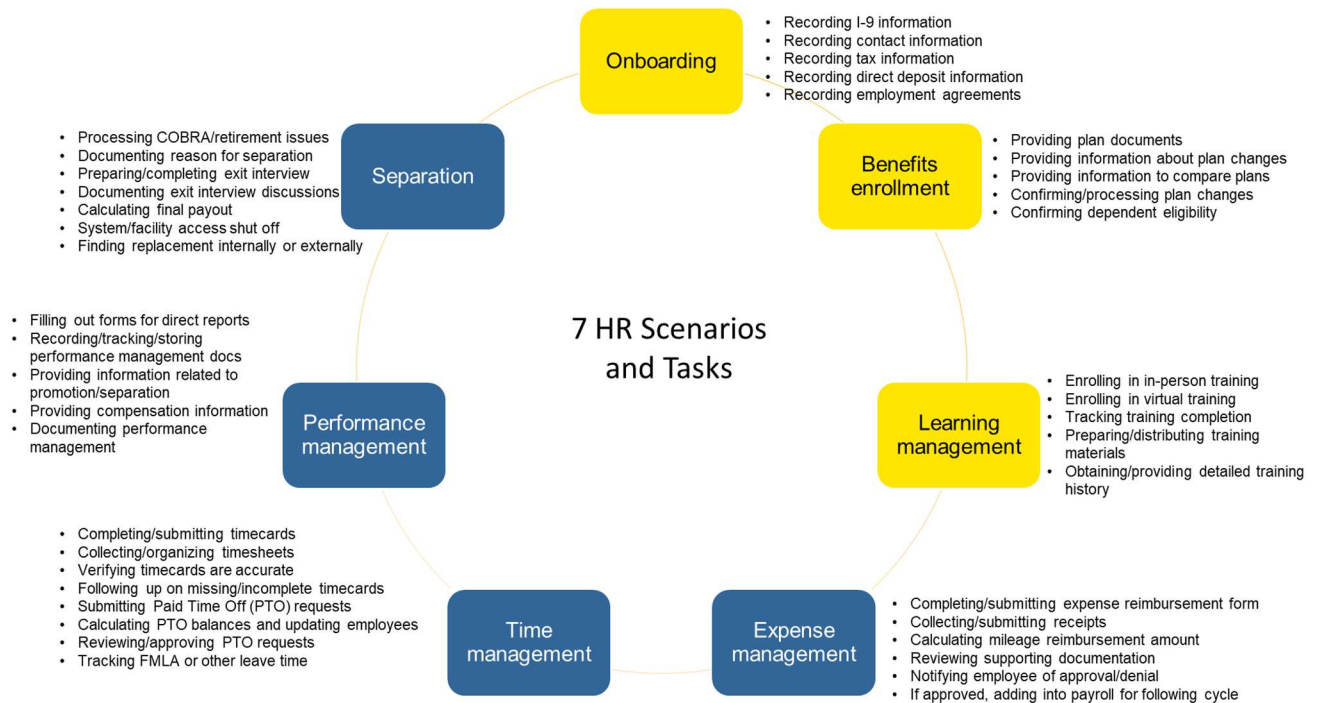 Onboarding
• Recording I-9 information
• Recording contact information
• Recording tax information
• Recording direct deposit information
• Recording employment agreements
Benefits
enrollment
• Providing plan documents
• Providing information about plan changes
• Providing information to compare plans
• Confirming/processing plan changes
• Confirming dependent eligibility
Learning
management
• Enrolling in in-person training
• Enrolling in virtual training
• Tracking training completion
• Preparing/distributing training
materials
• Obtaining/providing detailed training
history
Expense
management
• Completing/submitting expense reimbursement form
• Collecting/submitting receipts
• Calculating mileage reimbursement amount
• Reviewing supporting documentation
• Notifying employee of approval/denial
• If approved, adding into payroll for following cycle
Time
management
• Completing/submitting timecards
• Collecting/organizing timesheets
• Verifying timecards are accurate
• Following up on missing/incomplete timecards
• Submitting Paid Time Off (PTO) requests
• Calculating PTO balances and updating employees
• Reviewing/approving PTO requests
• Tracking FMLA or other leave time
Performance
management
• Filling out forms for direct reports
• Recording/tracking/storing
performance management docs
• Providing information related to
promotion/separation
• Providing compensation information
• Documenting performance
management
Separation
• Processing COBRA/retirement issues
• Documenting reason for separation
• Preparing/completing exit interview
• Documenting exit interview discussions
• Calculating final payout
• System/facility access shut off
• Finding replacement internally or externally
7 HR Scenarios
and Tasks